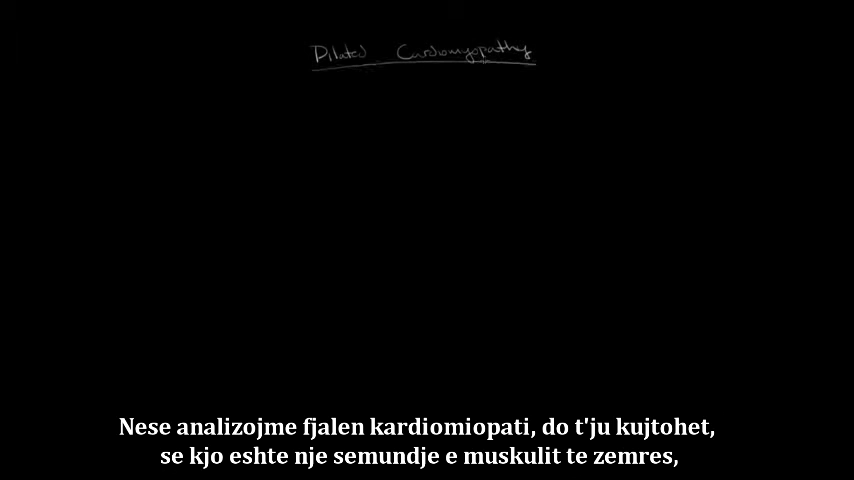 Dilated Cardiomyopathy
Nese analizojme fjalen kardiomiopati, do t'ju kujtohet,
se kjo eshte nje semundje e muskulit te zemres,